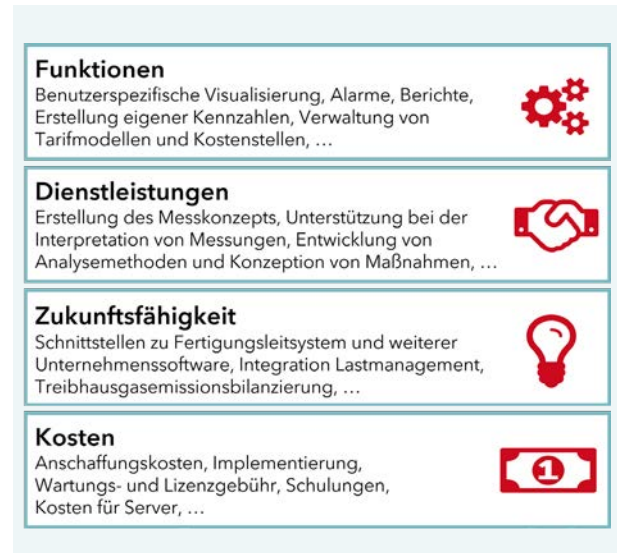 Funktionen
Benutzerspezifische Visualisierung, Alarme, Berichte,
Erstellung eigener Kennzahlen, Verwaltung von
Tarifmodellen und Kostenstellen, …
Dienstleistungen
Erstellung des Messkonzepts, Unterstützung bei der
Interpretation von Messungen, Entwicklung von
Analysemethoden und Konzeption von Maßnahmen, …
Zukunftsfähigkeit
Schnittstellen zu Fertigungsleitsystem und weiterer
Unternehmenssoftware, Integration Lastmanagement,
Treibhausgasemissionsbilanzierung, …
Kosten
Anschaffungskosten, Implementierung,
Wartungs- und Lizenzgebühr, Schulungen,
Kosten für Server, …
1